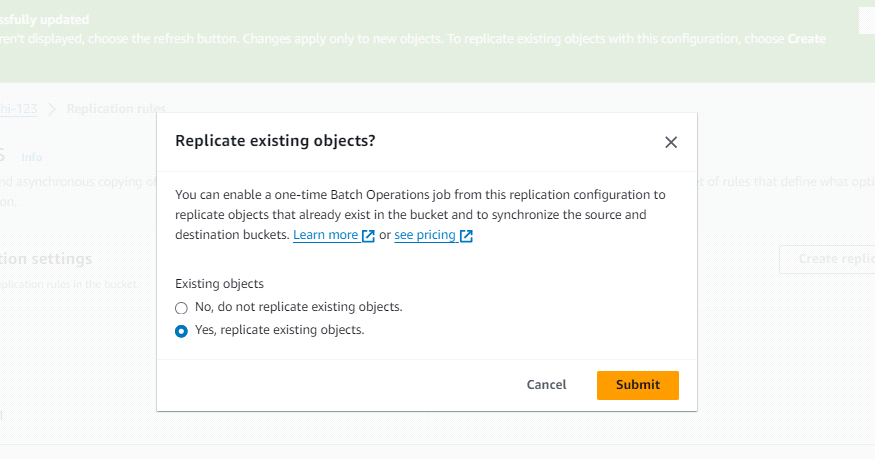 ssfully updated
ren't displayed, choose the refresh button. Changes apply only to new objects. To replicate existing objects with this configuration, choose Create
hi-123 > Replication rules
Info
Replicate existing objects?
nd asynchronous copying of
et of rules that define what opti
on.
You can enable a one-time Batch Operations job from this replication configuration to
replicate objects that already exist in the bucket and to synchronize the source and
destination buckets. Learn more or see pricing
tion settings
Create replic
plication rules in the bucket.
Existing objects
No, do not replicate existing objects.
Yes, replicate existing objects.
Cancel
Submit